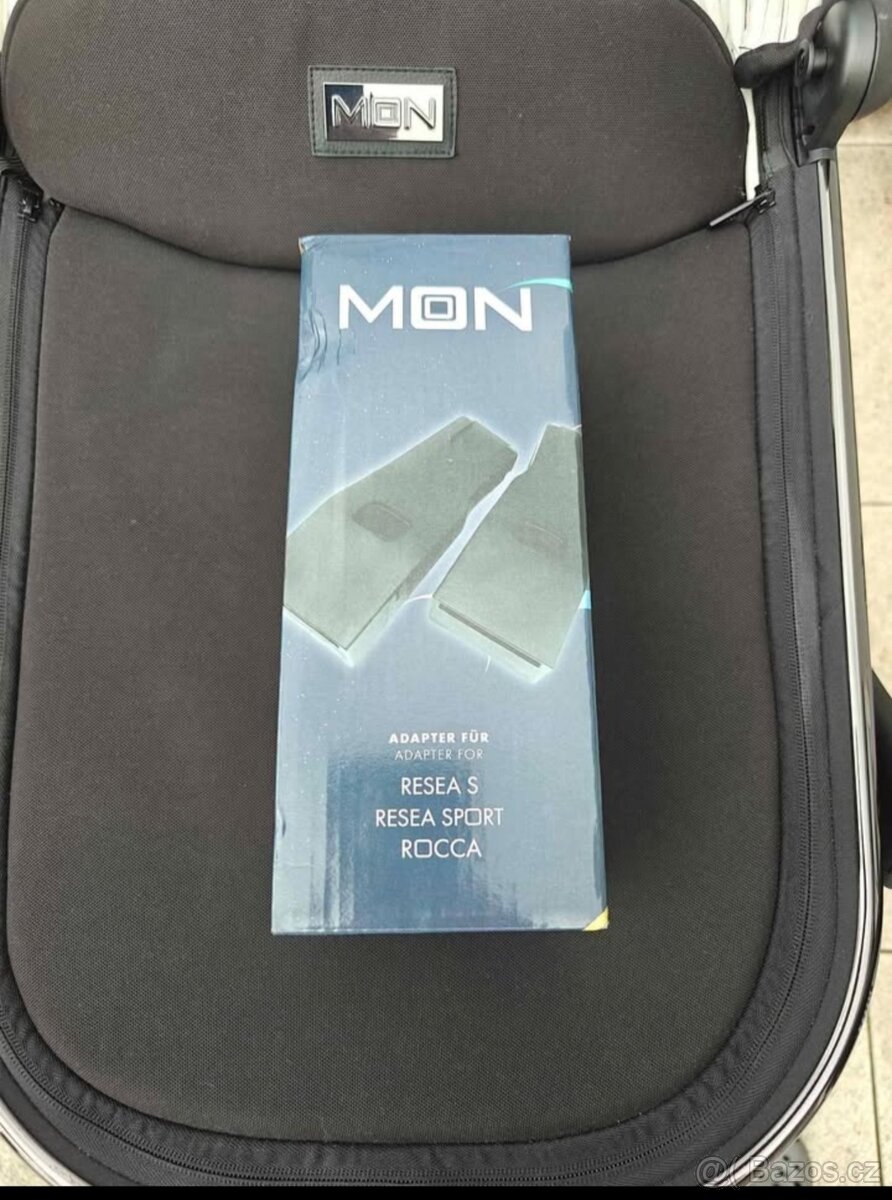 MON
MON
ADAPTER FÜR
ADAPTER FOR
RESEA S
RESEA SPORT
ROCCA
Bazos.cz